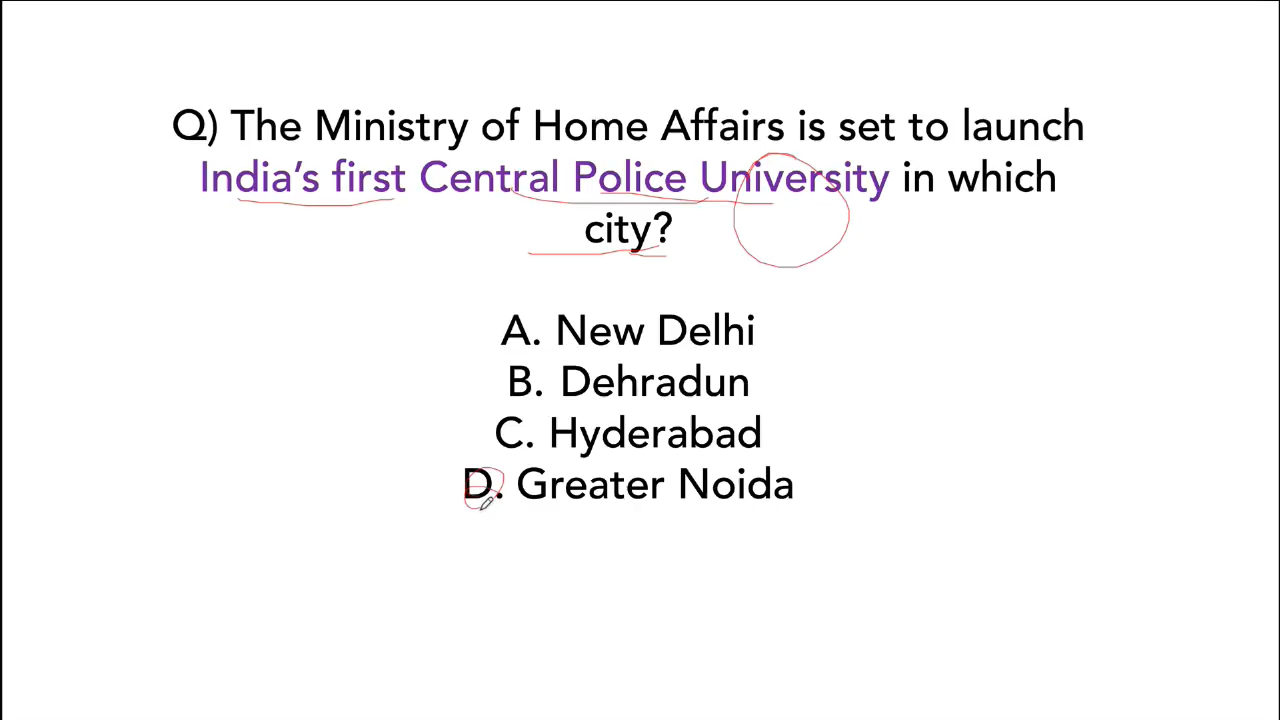 Q) The Ministry of Home Affairs is set to launch
India’s first Central Police University in which
city?
A. New Delhi
B. Dehradun
C. Hyderabad
D. Greater Noida